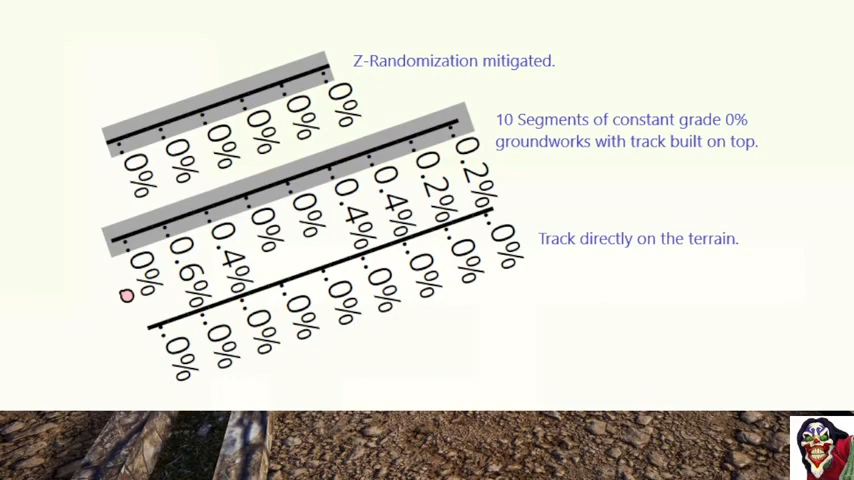 Z-Randomization mitigated.
0% 0% 0% 0% 0% 0%
10 Segments of constant grade 0%
groundworks with track built on top.
0% 0.6% 0.4% 0% 0% 0.4% 0.4% 0.2% 0.2%
Track directly on the terrain.
0% 0% 0% 0% 0% 0% 0% 0% 0%